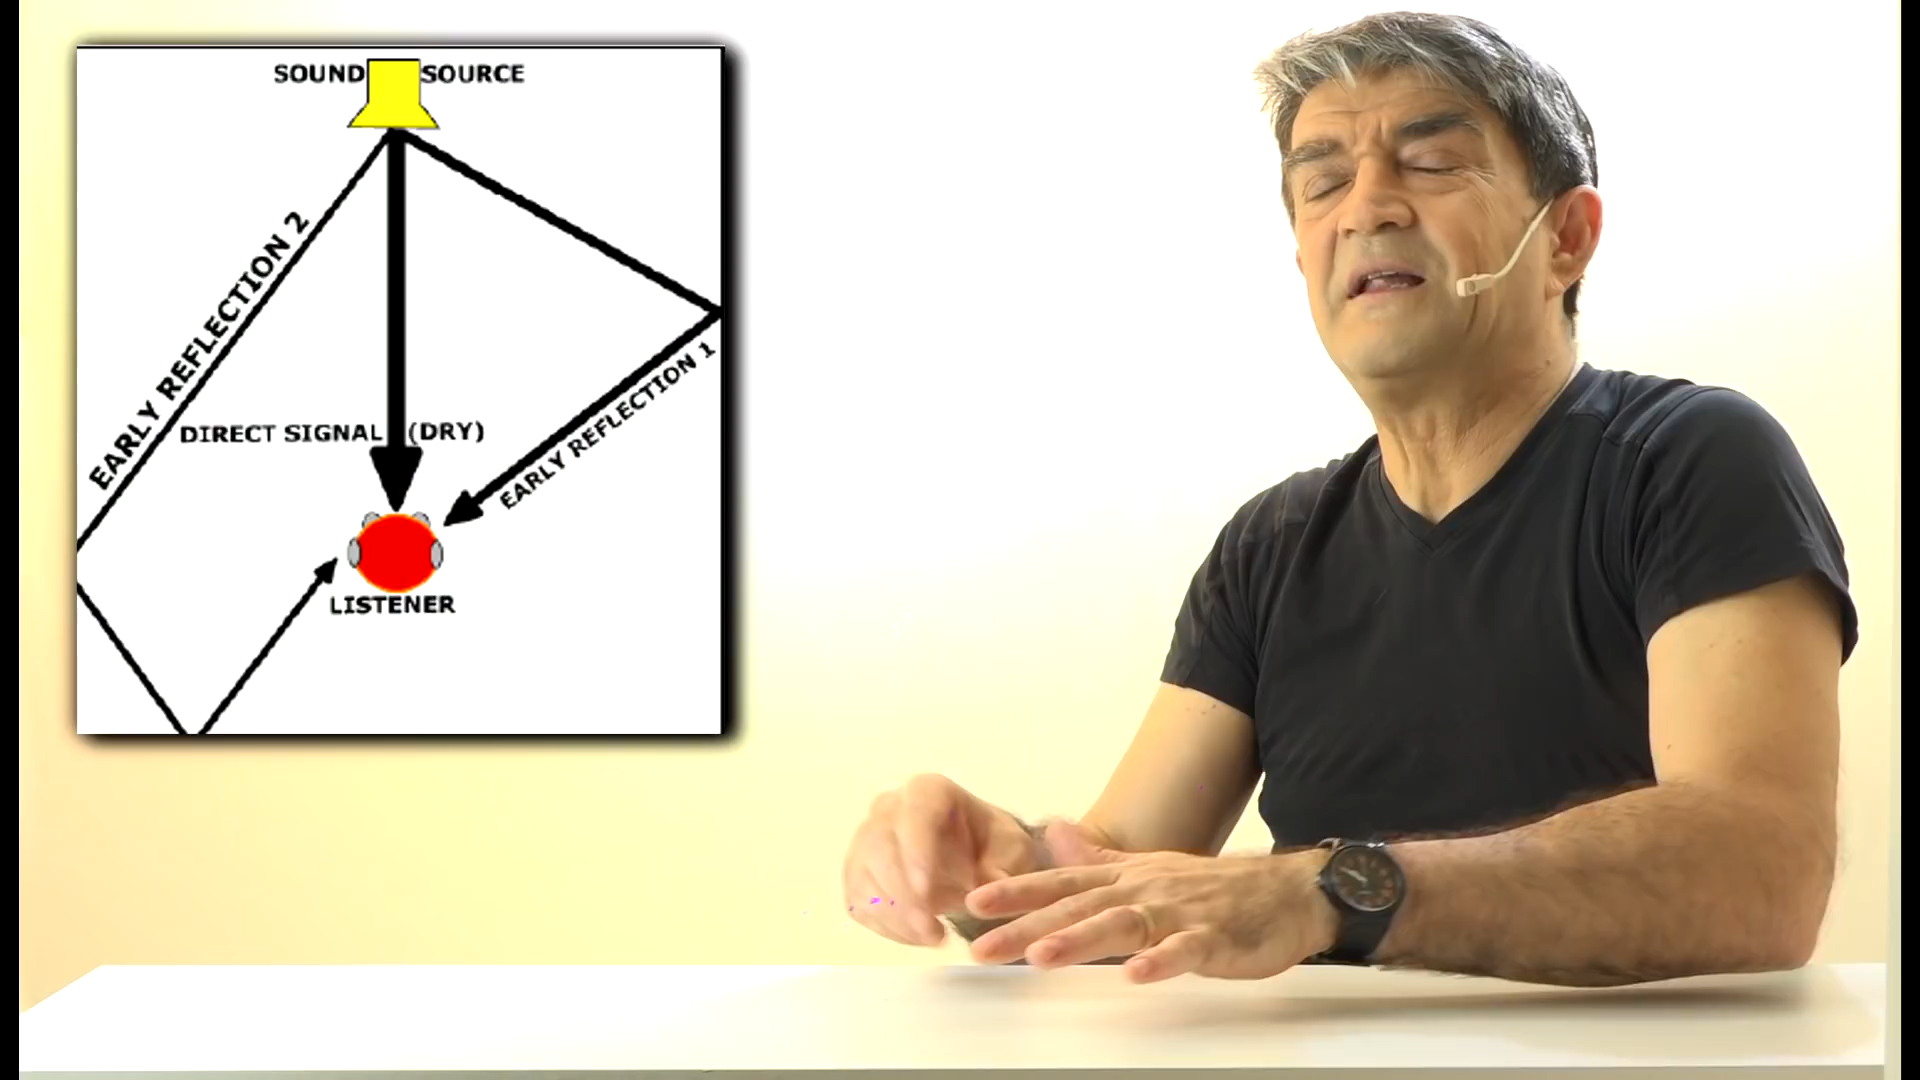 SOUND SOURCE
EARLY REFLECTION 2
DIRECT SIGNAL (DRY)
EARLY REFLECTION 1
LISTENER